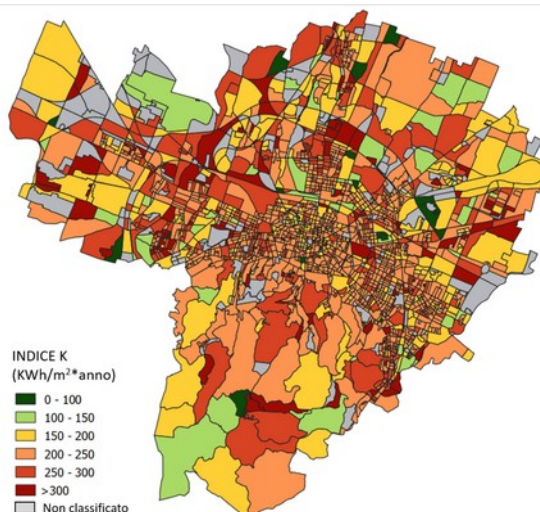 INDICE K
(KWh/m²*anno)
0 - 100
100 - 150
150 - 200
200 - 250
250 - 300
>300
Non classificato